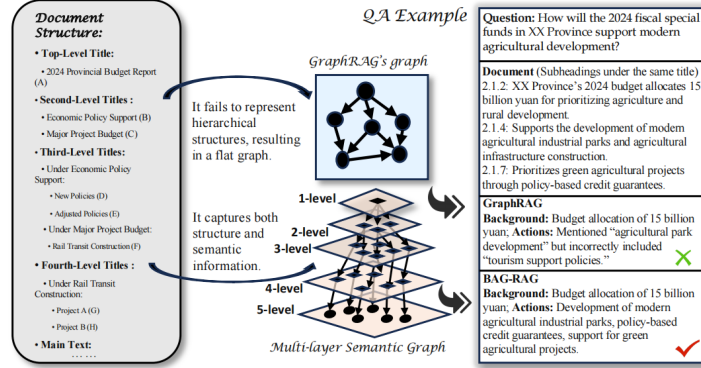 Document
Structure:
• Top-Level Title:
• 2024 Provincial Budget Report
(A)
• Second-Level Titles :
• Economic Policy Support (B)
• Major Project Budget (C)
• Third-Level Titles:
• Under Economic Policy
Support:
• New Policies (D)
• Adjusted Policies (E)
• Under Major Project Budget:
• Rail Transit Construction (F)
• Fourth-Level Titles :
• Under Rail Transit
Construction:
• Project A (G)
• Project B (H)
• Main Text:
... ...
QA Example
GraphRAG's graph
It fails to represent
hierarchical
structures, resulting
in a flat graph.
It captures both
structure and
semantic
information.
1-level
2-level
3-level
4-level
5-level
Multi-layer Semantic Graph
Question: How will the 2024 fiscal special
funds in XX Province support modern
agricultural development?
Document (Subheadings under the same title)
2.1.2: XX Province's 2024 budget allocates 15
billion yuan for prioritizing agriculture and
rural development.
2.1.4: Supports the development of modern
agricultural industrial parks and agricultural
infrastructure construction.
2.1.7: Prioritizes green agricultural projects
through policy-based credit guarantees.
GraphRAG
Background: Budget allocation of 15 billion
yuan; Actions: Mentioned "agricultural park
development" but incorrectly included
"tourism support policies."
BAG-RAG
Background: Budget allocation of 15 billion
yuan; Actions: Development of modern
agricultural industrial parks, policy-based
credit guarantees, support for green
agricultural projects.